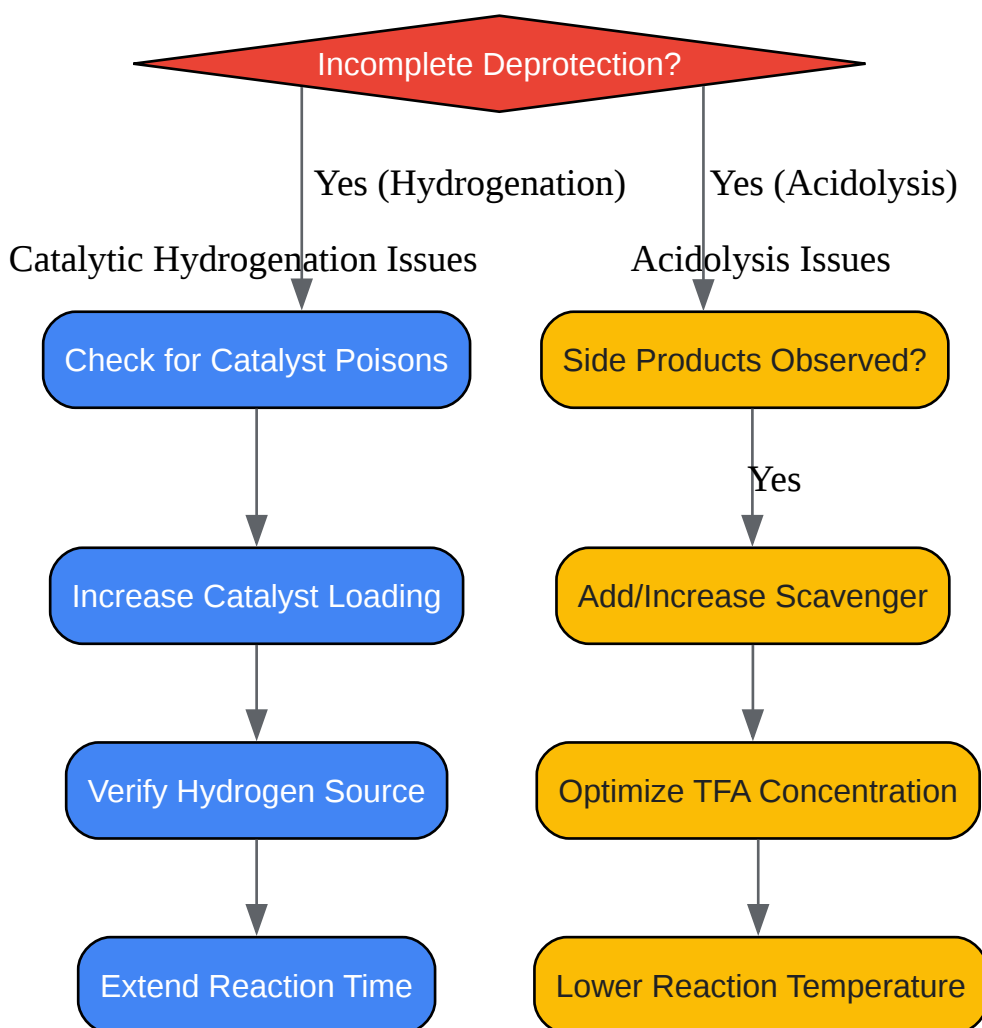 Incomplete Deprotection?
Yes (Hydrogenation)
Yes (Acidolysis)
Catalytic Hydrogenation Issues
Acidolysis Issues
Check for Catalyst Poisons
Side Products Observed?
Yes
Increase Catalyst Loading
Add/Increase Scavenger
Verify Hydrogen Source
Optimize TFA Concentration
Extend Reaction Time
Lower Reaction Temperature